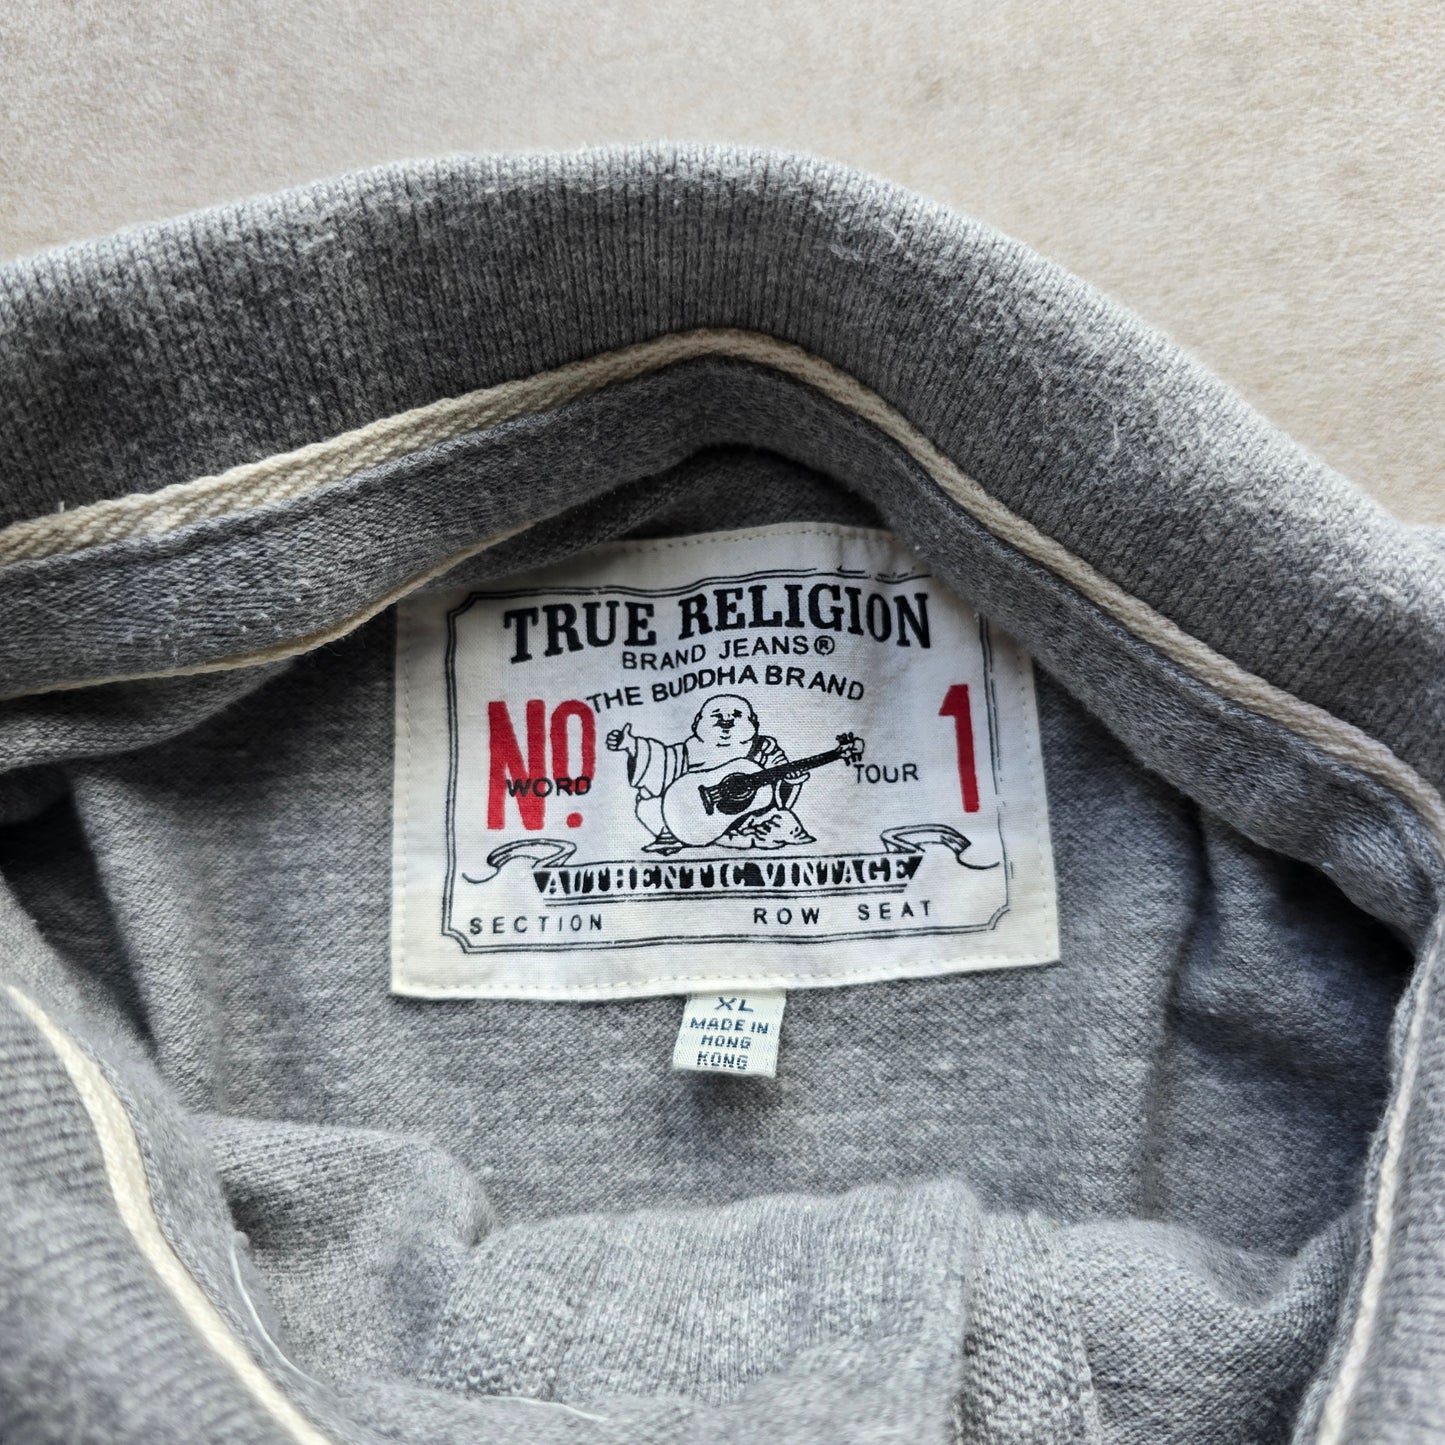 TRUE RELIGION
BRAND JEANS®
THE BUDDHA BRAND
No. 1
WORD TOUR
AUTHENTIC VINTAGE
SECTION ROW SEAT
XL
MADE IN
HONG
KONG